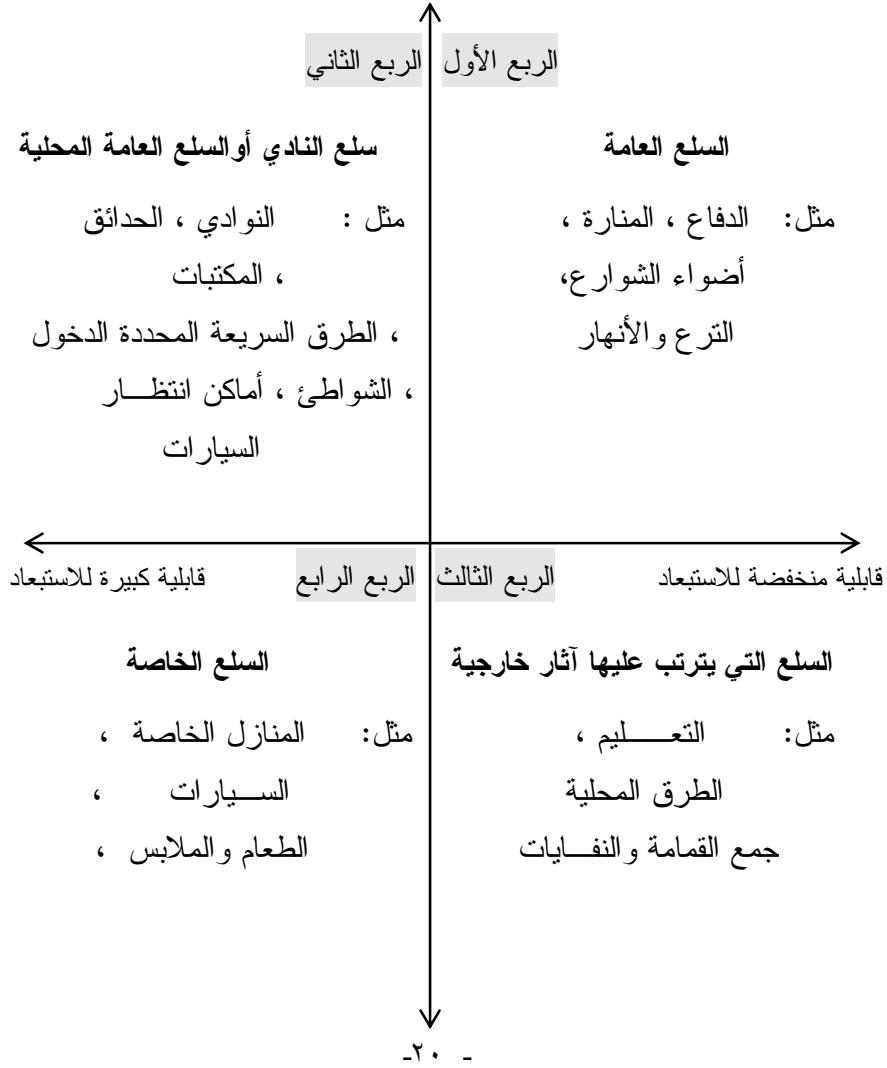 الربع الأول
الربع الثاني
السلع العامة
مثل: الدفاع ، المنارة ،
أضواء الشوارع،
الترع والأنهار
سلع النادي أوالسلع العامة المحلية
مثل : النوادي ، الحدائق
، المكتبات
، الطرق السريعة المحددة الدخول
، الشواطئ ، أماكن انتظـــار
السيارات
قابلية منخفضة للاستبعاد
الربع الثالث
الربع الرابع
قابلية كبيرة للاستبعاد
السلع التي يترتب عليها آثار خارجية
مثل: التعـــــليم ،
الطرق المحلية
جمع القمامة والنفـــايات
السلع الخاصة
مثل: المنازل الخاصة ،
الســـيارات ،
الطعام والملابس ،
- ٢٠-